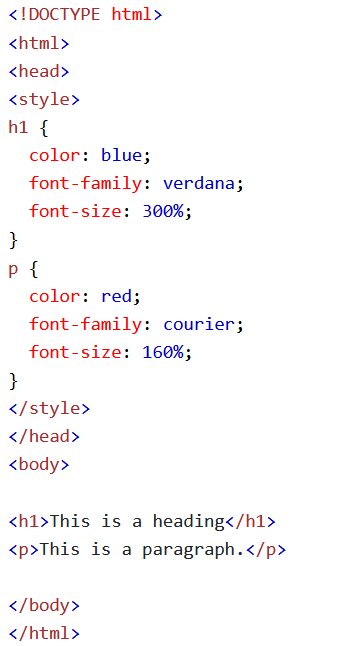 <!DOCTYPE html>
<html>
<head>
<style>
h1 {
  color: blue;
  font-family: verdana;
  font-size: 300%;
}
p {
  color: red;
  font-family: courier;
  font-size: 160%;
}
</style>
</head>
<body>

<h1>This is a heading</h1>
<p>This is a paragraph.</p>

</body>
</html>